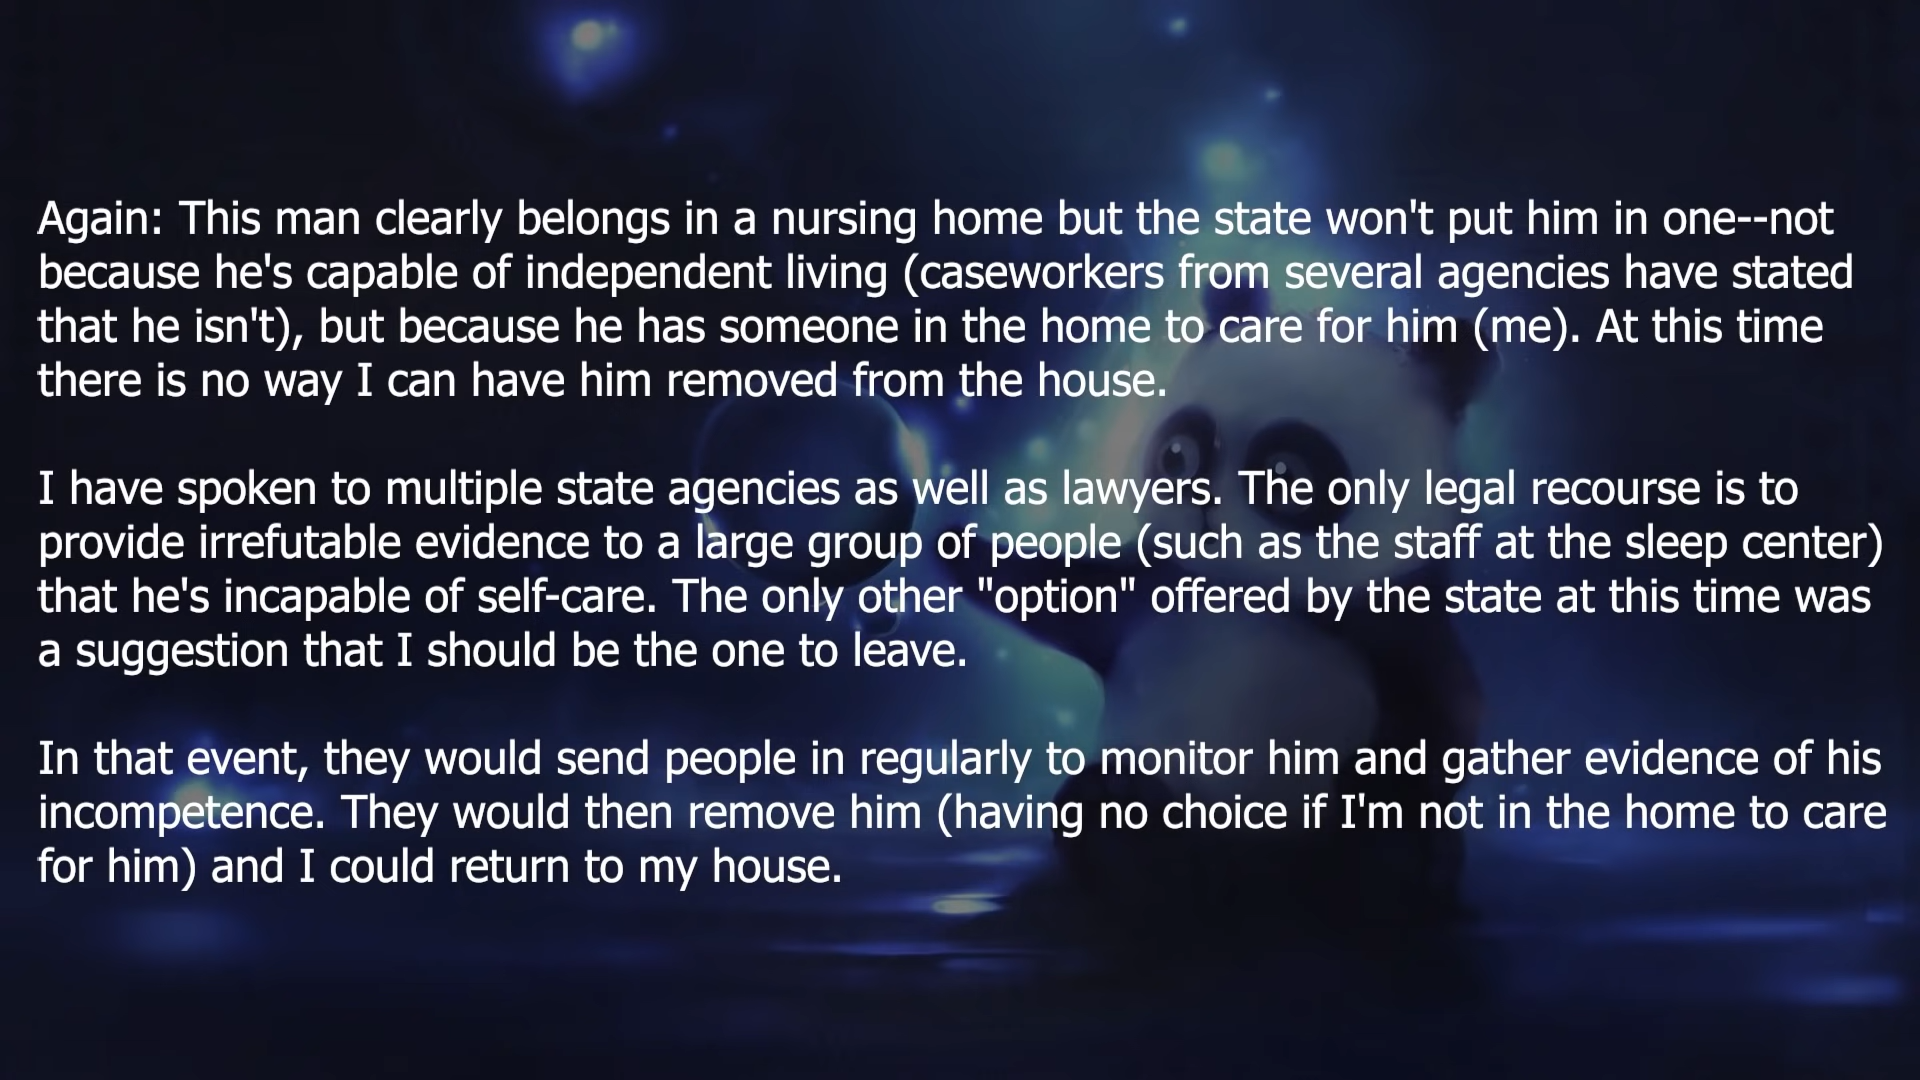 Again: This man clearly belongs in a nursing home but the state won't put him in one--not
because he's capable of independent living (caseworkers from several agencies have stated
that he isn't), but because he has someone in the home to care for him (me). At this time
there is no way I can have him removed from the house.
I have spoken to multiple state agencies as well as lawyers. The only legal recourse is to
provide irrefutable evidence to a large group of people (such as the staff at the sleep center)
that he's incapable of self-care. The only other "option" offered by the state at this time was
a suggestion that I should be the one to leave.
In that event, they would send people in regularly to monitor him and gather evidence of his
incompetence. They would then remove him (having no choice if I'm not in the home to care
for him) and I could return to my house.